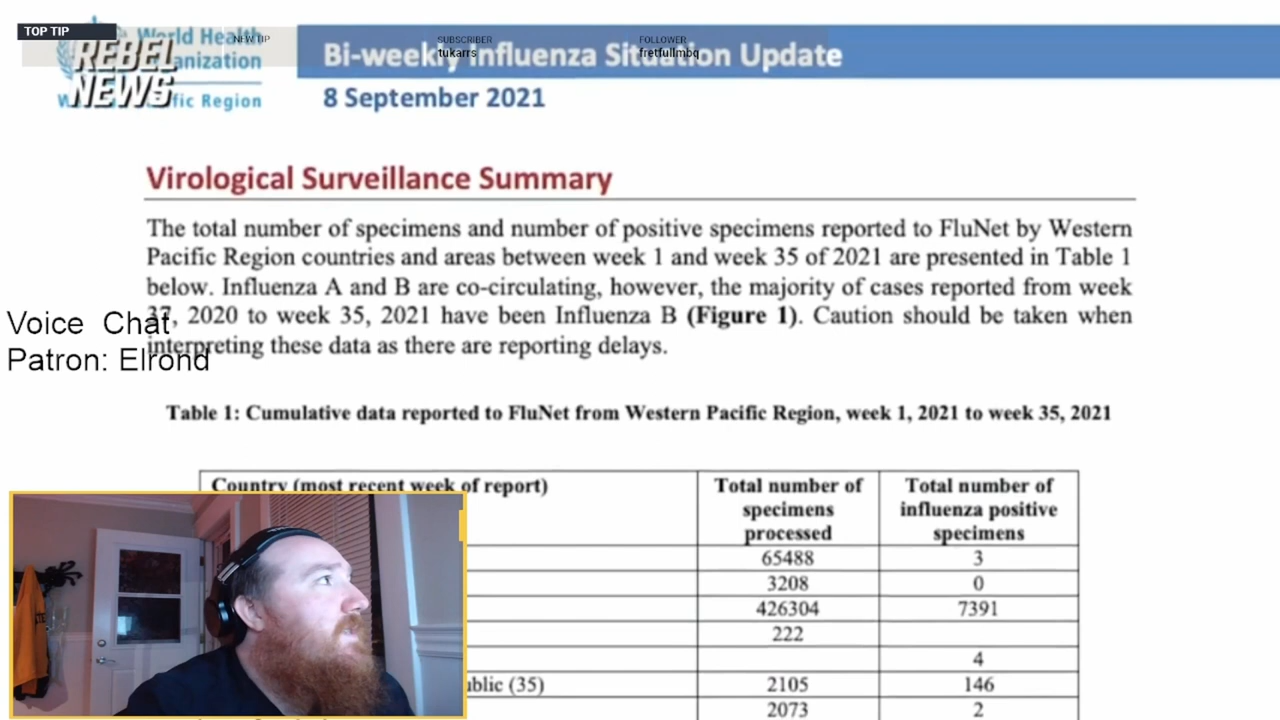 TOP TIP
NEW TIP
SUBSCRIBER
tukarrs
FOLLOWER
fretfullmbq
World Health
REBEL
NEWS
Bi-weekly Influenza Situation Update
8 September 2021
Virological Surveillance Summary
The total number of specimens and number of positive specimens reported to FluNet by Western
Pacific Region countries and areas between week 1 and week 35 of 2021 are presented in Table 1
below. Influenza A and B are co-circulating, however, the majority of cases reported from week
37, 2020 to week 35, 2021 have been Influenza B (Figure 1). Caution should be taken when
interpreting these data as there are reporting delays.
Voice Chat
Patron: Elrond
Table 1: Cumulative data reported to FluNet from Western Pacific Region, week 1, 2021 to week 35, 2021
Country (most recent week of report) Total number of specimens processed Total number of influenza positive specimens
65488 3
3208 0
426304 7391
222
4
(35) 2105 146
2073 2